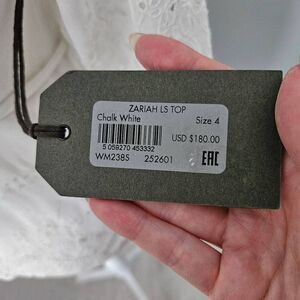 ZARIAH LS TOP
Chalk White Size 4
USD $180.00
5 059270 453332
WM238S 252601 EAC